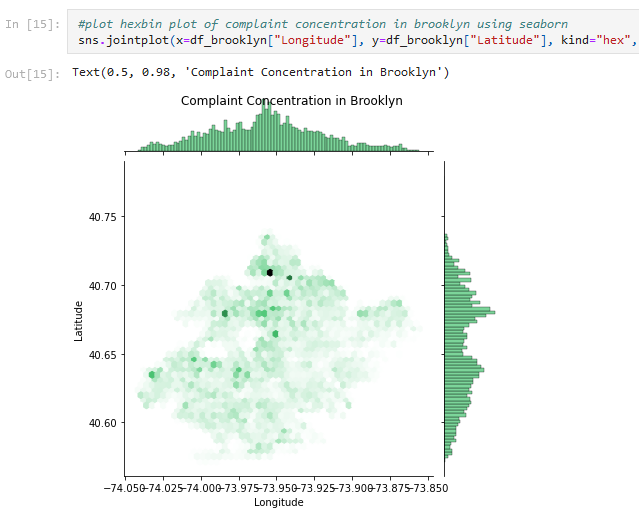 In [15]: #plot hexbin plot of complaint concentration in brooklyn using seaborn
sns.jointplot(x=df_brooklyn["Longitude"], y=df_brooklyn["Latitude"], kind="hex",
Out[15]: Text(0.5, 0.98, 'Complaint Concentration in Brooklyn')
Complaint Concentration in Brooklyn
40.75
40.70
40.65
40.60
Latitude
−74.050 −74.025 −74.000 −73.975 −73.950 −73.925 −73.900 −73.875 −73.850
Longitude